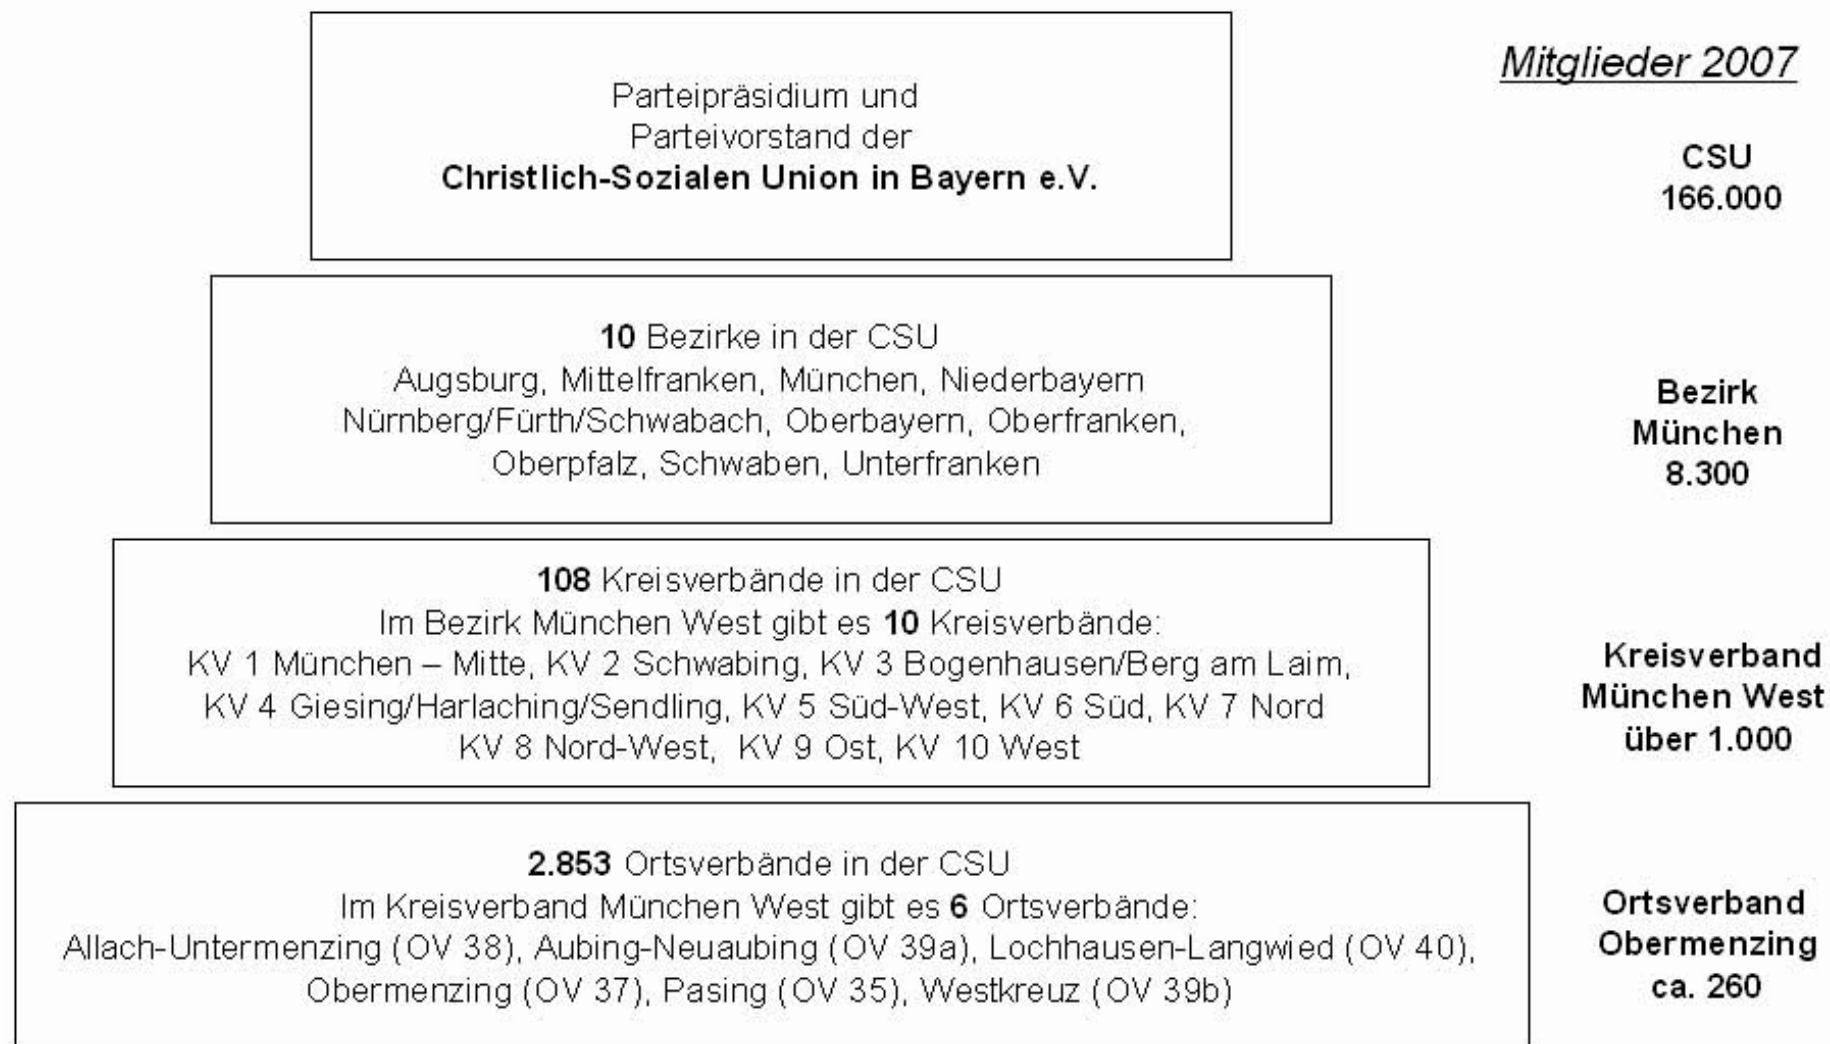 Mitglieder 2007
Parteipräsidium und
Parteivorstand der
Christlich-Sozialen Union in Bayern e.V.
CSU
166.000
10 Bezirke in der CSU
Augsburg, Mittelfranken, München, Niederbayern
Nürnberg/Fürth/Schwabach, Oberbayern, Oberfranken,
Oberpfalz, Schwaben, Unterfranken
Bezirk
München
8.300
108 Kreisverbände in der CSU
Im Bezirk München West gibt es 10 Kreisverbände:
KV 1 München – Mitte, KV 2 Schwabing, KV 3 Bogenhausen/Berg am Laim,
KV 4 Giesing/Harlaching/Sendling, KV 5 Süd-West, KV 6 Süd, KV 7 Nord
KV 8 Nord-West, KV 9 Ost, KV 10 West
Kreisverband
München West
über 1.000
2.853 Ortsverbände in der CSU
Im Kreisverband München West gibt es 6 Ortsverbände:
Allach-Untermenzing (OV 38), Aubing-Neuaubing (OV 39a), Lochhausen-Langwied (OV 40),
Obermenzing (OV 37), Pasing (OV 35), Westkreuz (OV 39b)
Ortsverband
Obermenzing
ca. 260